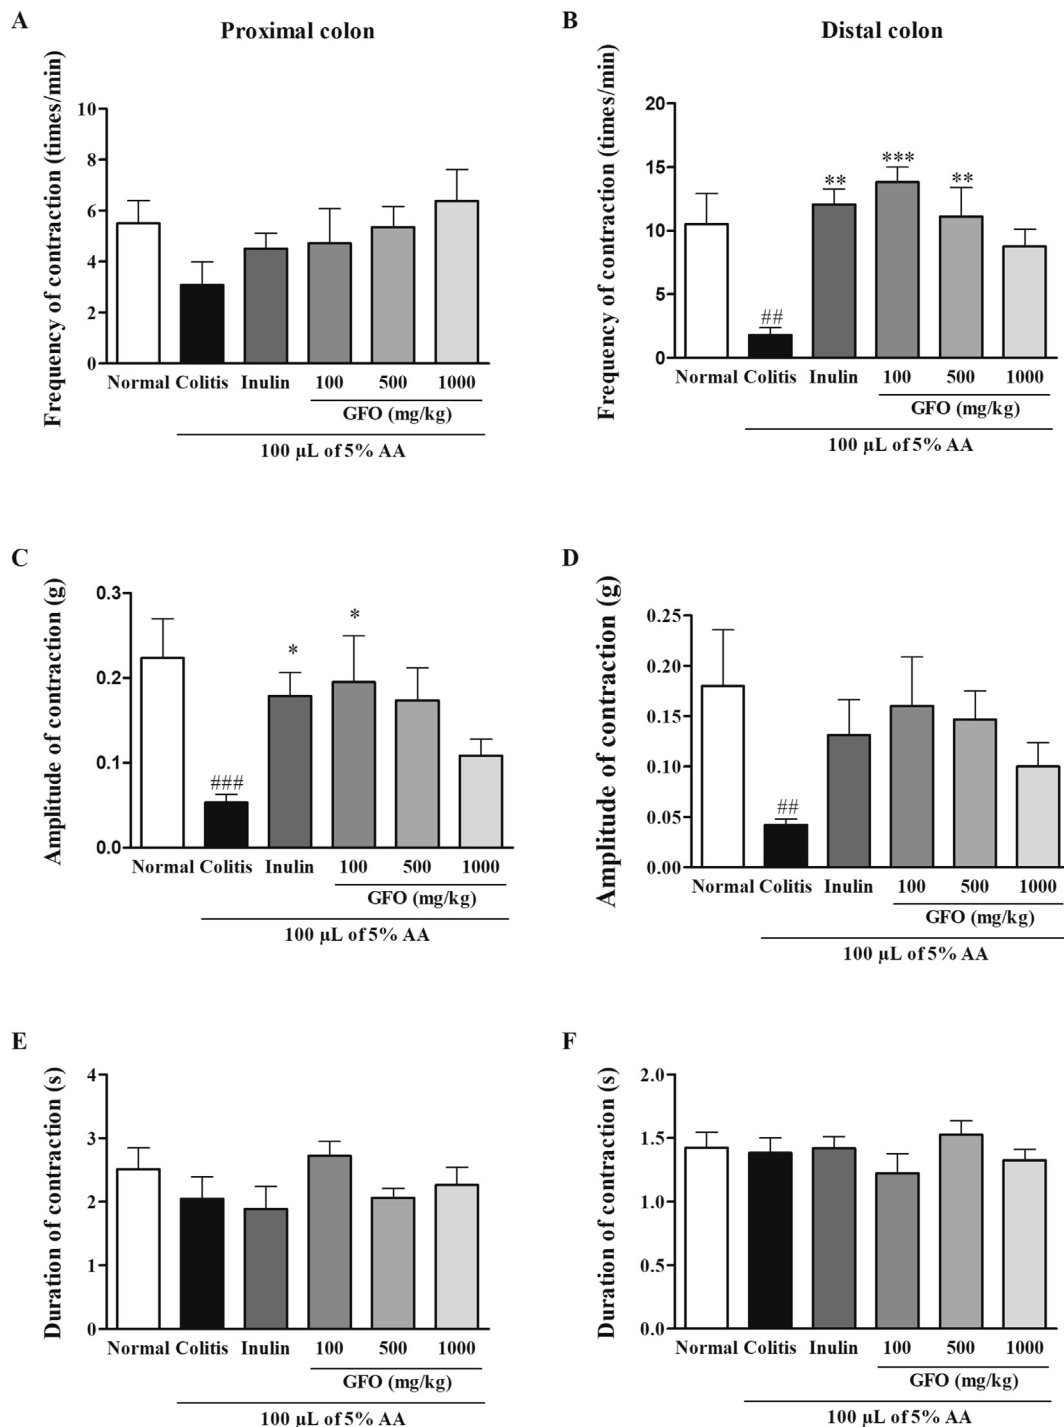 A
Proximal colon
Frequency of contraction (times/min)
10
8
6
4
2
0
Normal Colitis Inulin 100 500 1000
GFO (mg/kg)
100 µL of 5% AA
B
Distal colon
Frequency of contraction (times/min)
20
15
10
5
0
##
**
***
**
Normal Colitis Inulin 100 500 1000
GFO (mg/kg)
100 µL of 5% AA
C
Amplitude of contraction (g)
0.3
0.2
0.1
0.0
###
*
*
Normal Colitis Inulin 100 500 1000
GFO (mg/kg)
100 µL of 5% AA
D
Amplitude of contraction (g)
0.25
0.20
0.15
0.10
0.05
0.00
##
Normal Colitis Inulin 100 500 1000
GFO (mg/kg)
100 µL of 5% AA
E
Duration of contraction (s)
4
3
2
1
0
Normal Colitis Inulin 100 500 1000
GFO (mg/kg)
100 µL of 5% AA
F
Duration of contraction (s)
2.0
1.5
1.0
0.5
0.0
Normal Colitis Inulin 100 500 1000
GFO (mg/kg)
100 µL of 5% AA